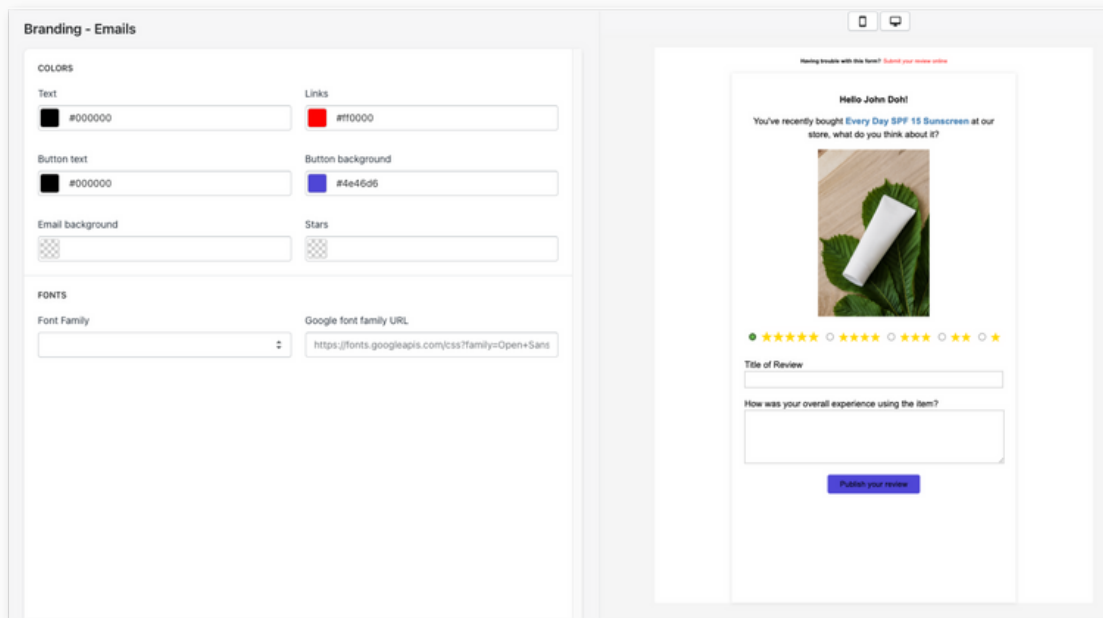 Branding - Emails
COLORS
Text
Links
#000000
#ff0000
Button text
Button background
#000000
#4e46d6
Email background
Stars
FONTS
Font Family
Google font family URL
https://fonts.googleapis.com/css?family=Open+Sans
Having trouble with this form? Submit your review online
Hello John Doh!
You've recently bought Every Day SPF 15 Sunscreen at our
store, what do you think about it?
Title of Review
How was your overall experience using the item?
Publish your review